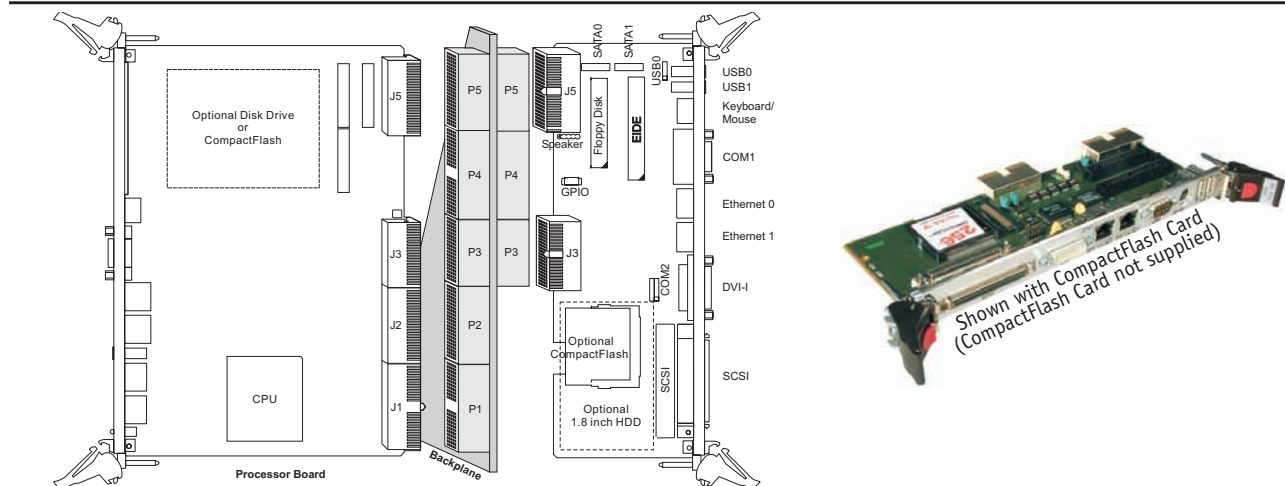 Optional Disk Drive
or
CompactFlash
CPU
Processor Board
J5
J3
J2
J1
Backplane
P5
P4
P3
P2
P1
P5
P4
P3
J5
J3
SATA0
SATA1
USB0
Floppy Disk
EIDE
Speaker
GPIO
COM2
Optional
CompactFlash
Optional
1.8 inch HDD
SCSI
USB0
USB1
Keyboard/
Mouse
COM1
Ethernet 0
Ethernet 1
DVI-I
SCSI
256
Shown with CompactFlash Card
(CompactFlash Card not supplied)